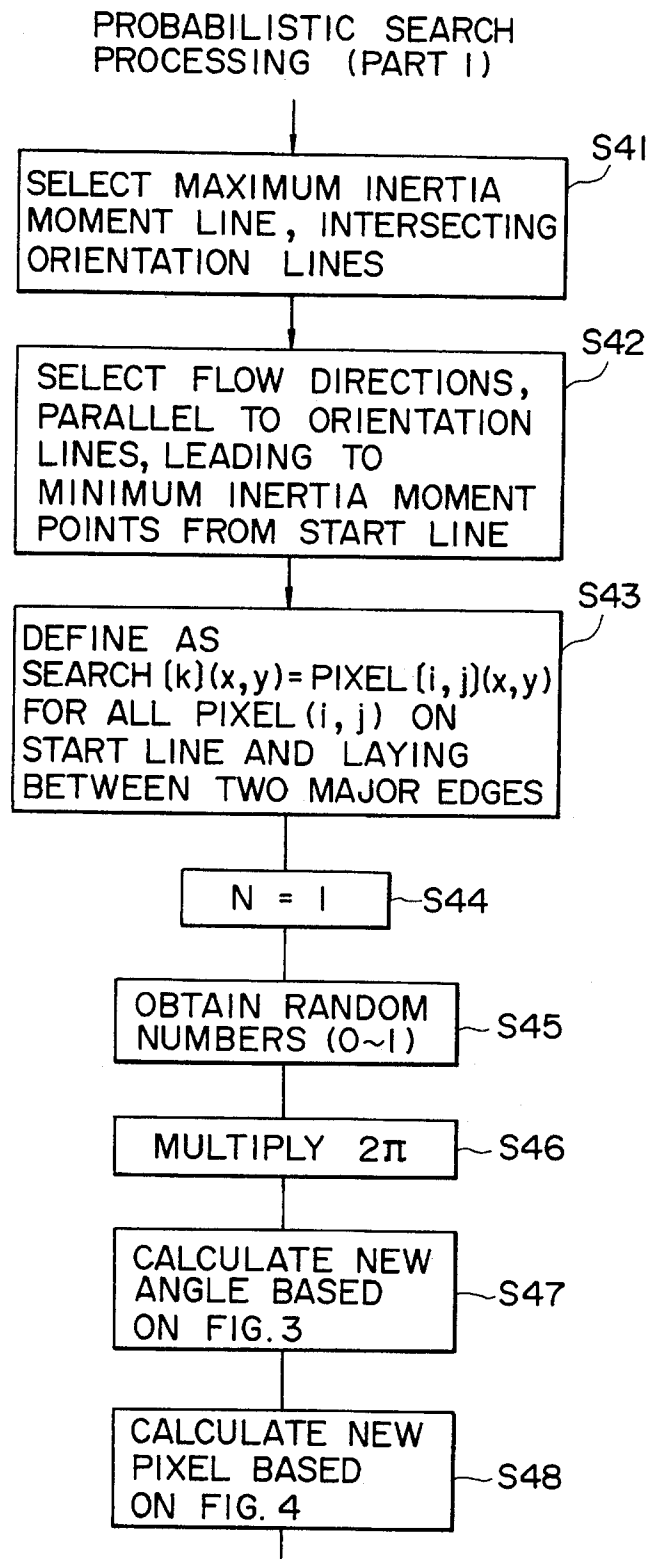 PROBABILISTIC SEARCH
PROCESSING (PART 1)
S41
SELECT MAXIMUM INERTIA
MOMENT LINE, INTERSECTING
ORIENTATION LINES
S42
SELECT FLOW DIRECTIONS,
PARALLEL TO ORIENTATION
LINES, LEADING TO
MINIMUM INERTIA MOMENT
POINTS FROM START LINE
S43
DEFINE AS
SEARCH(k)(x,y)=PIXEL(i,j)(x,y)
FOR ALL PIXEL(i,j) ON
START LINE AND LAYING
BETWEEN TWO MAJOR EDGES
N = 1
S44
OBTAIN RANDOM
NUMBERS (0~1)
S45
MULTIPLY 2π
S46
CALCULATE NEW
ANGLE BASED
ON FIG. 3
S47
CALCULATE NEW
PIXEL BASED
ON FIG. 4
S48